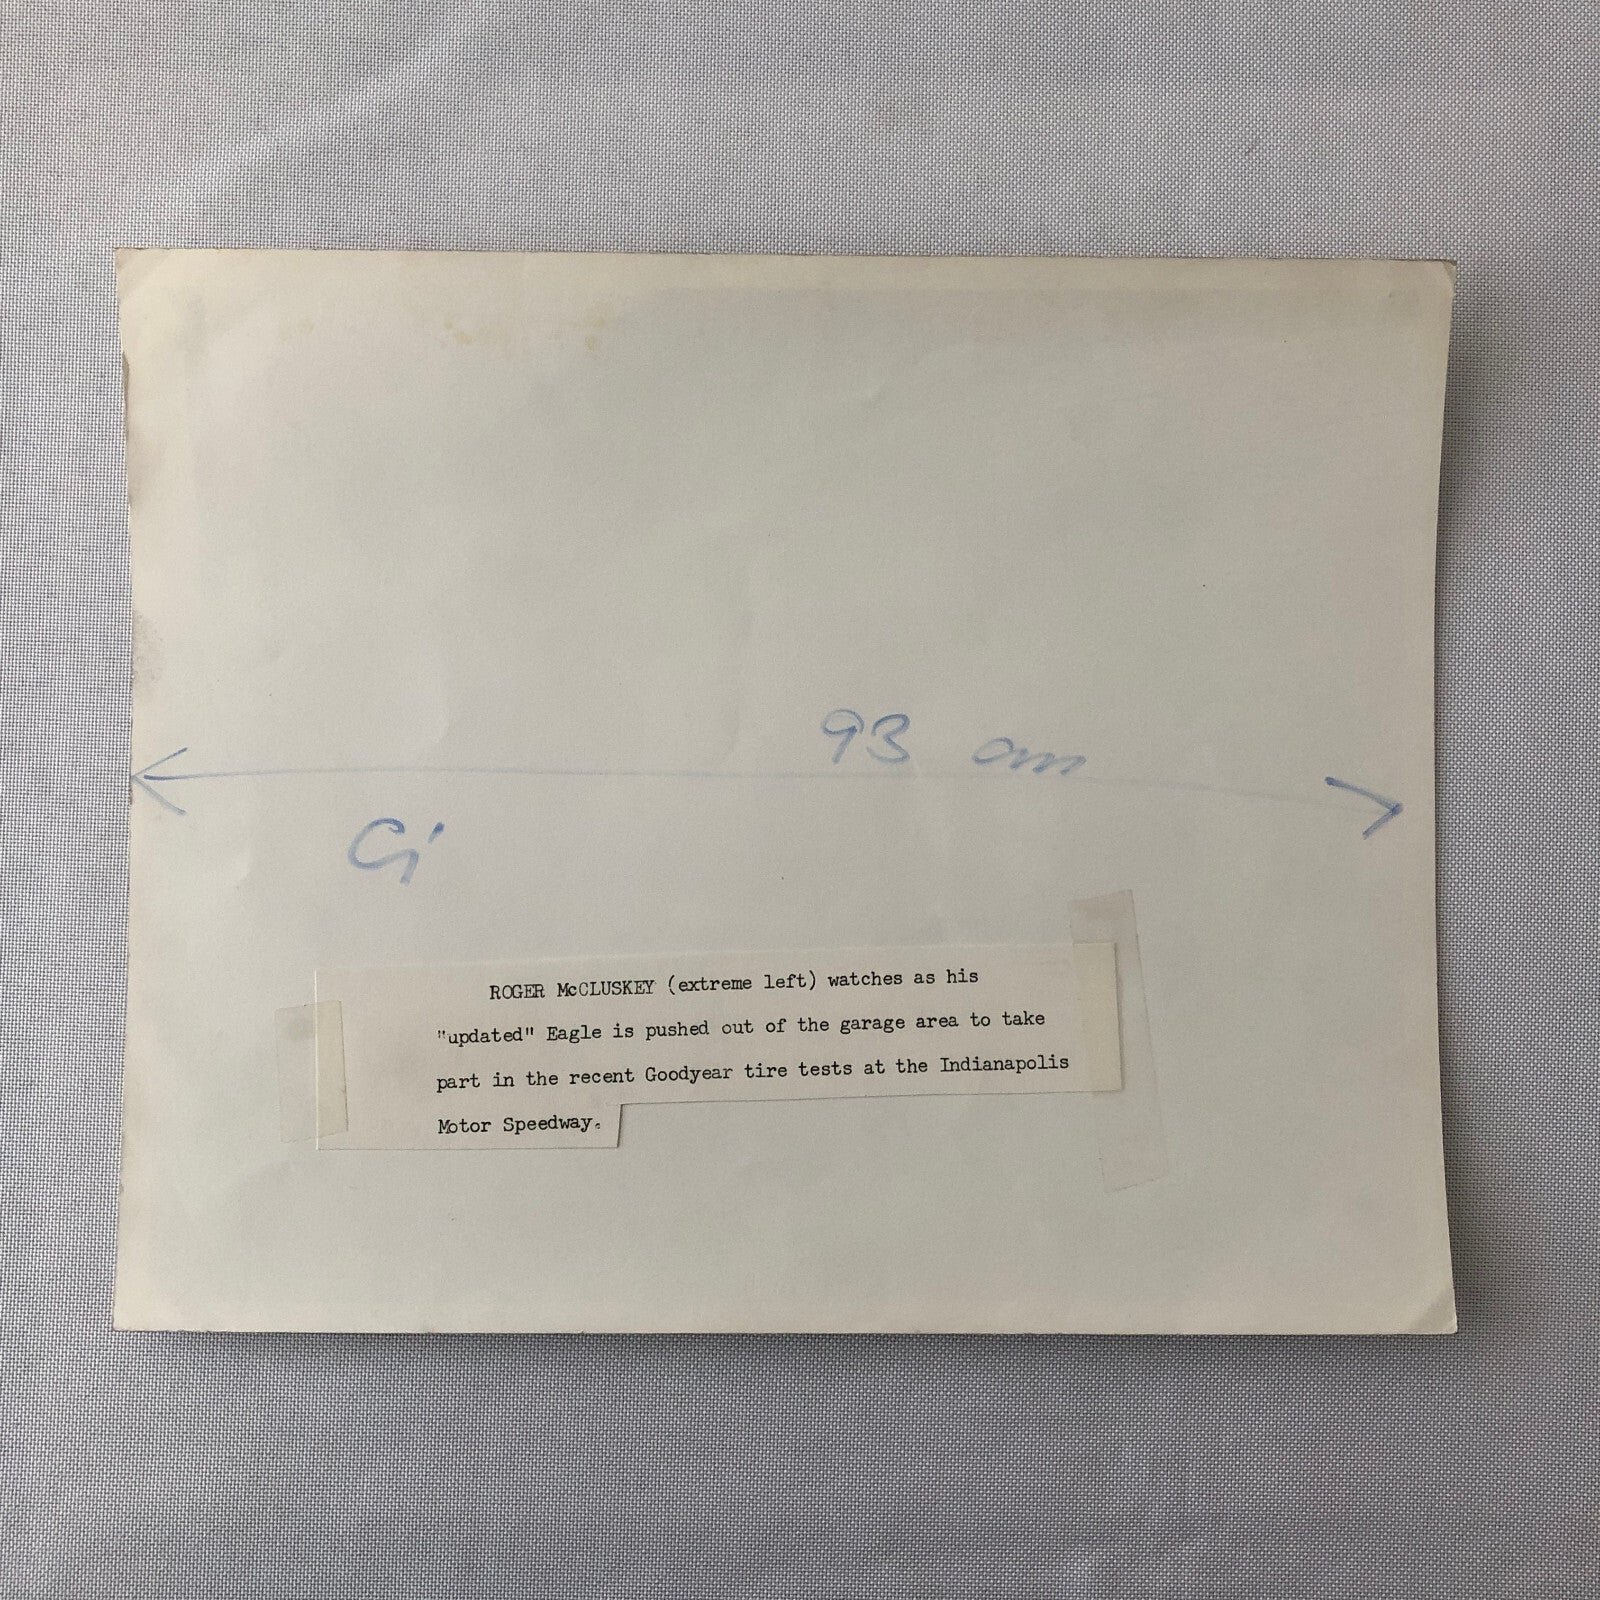 93 cm
Ci
ROGER McCLUSKEY (extreme left) watches as his
"updated" Eagle is pushed out of the garage area to take
part in the recent Goodyear tire tests at the Indianapolis
Motor Speedway.